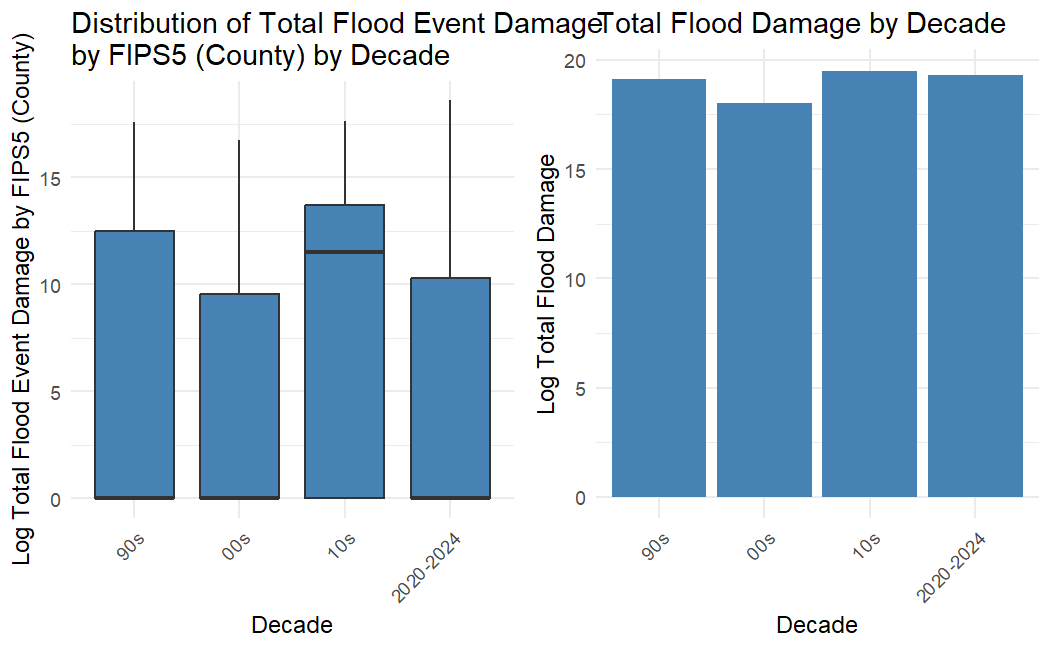 Distribution of Total Flood Event Damage
by FIPS5 (County) by Decade
Log Total Flood Event Damage by FIPS5 (County)
15
10
5
0
90s
00s
10s
2020-2024
Decade
Total Flood Damage by Decade
Log Total Flood Damage
20
15
10
5
0
90s
00s
10s
2020-2024
Decade